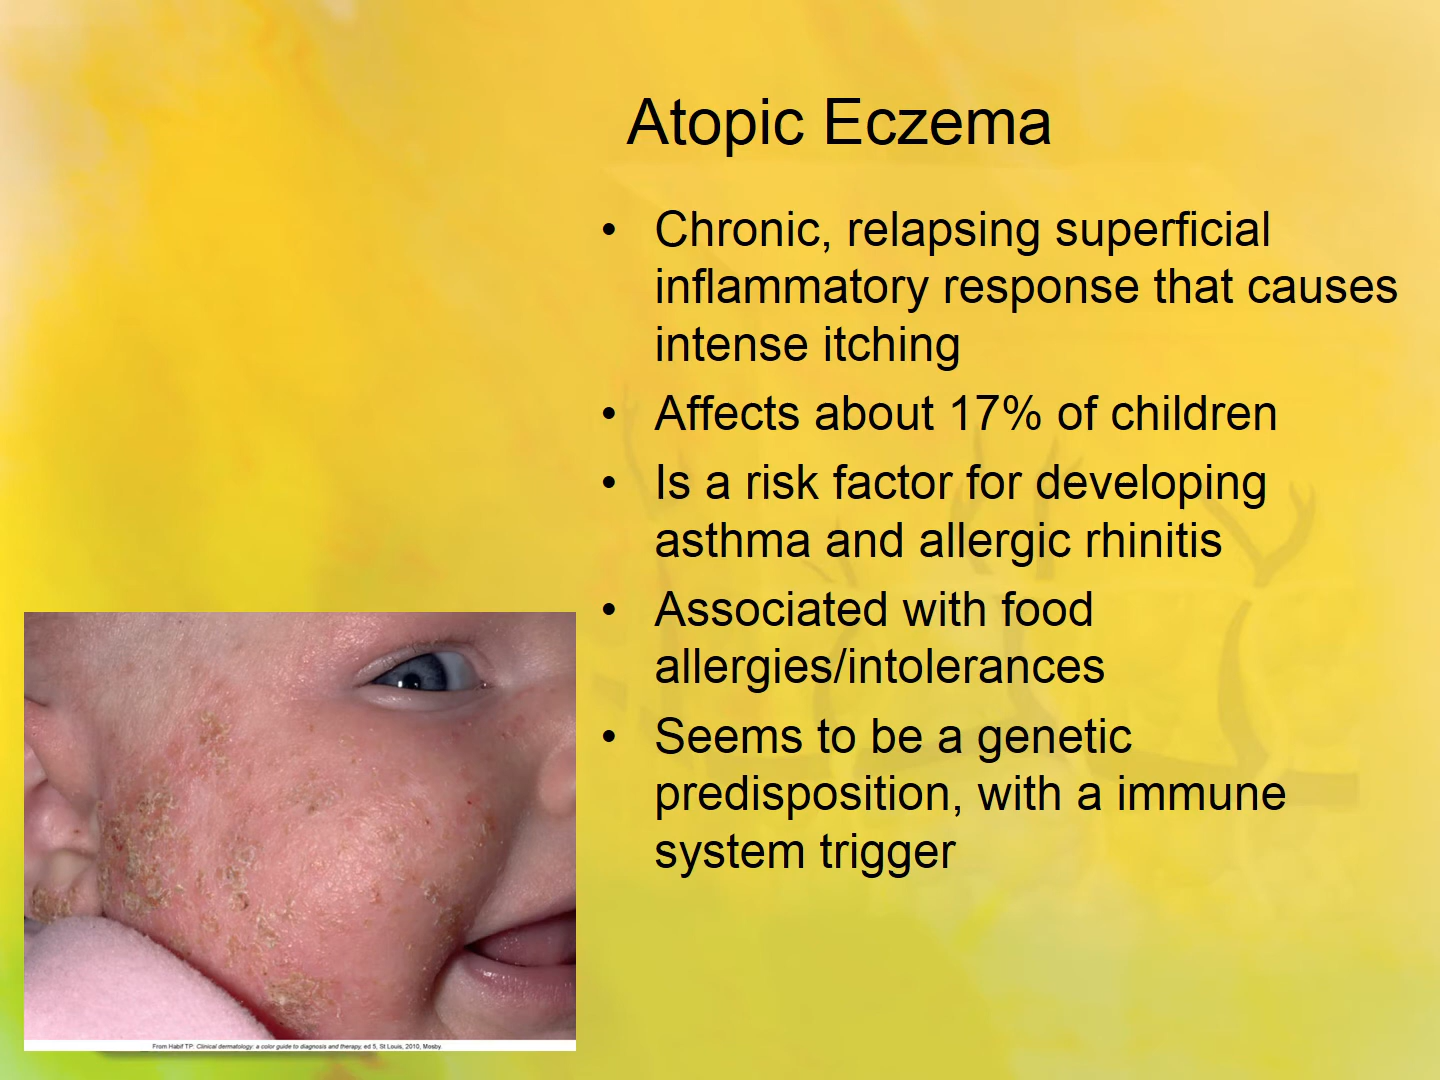 Atopic Eczema
• Chronic, relapsing superficial
inflammatory response that causes
intense itching
• Affects about 17% of children
• Is a risk factor for developing
asthma and allergic rhinitis
• Associated with food
allergies/intolerances
• Seems to be a genetic
predisposition, with a immune
system trigger
From Habif TP: Clinical dermatology: a color guide to diagnosis and therapy, ed 5, St Louis, 2010, Mosby.